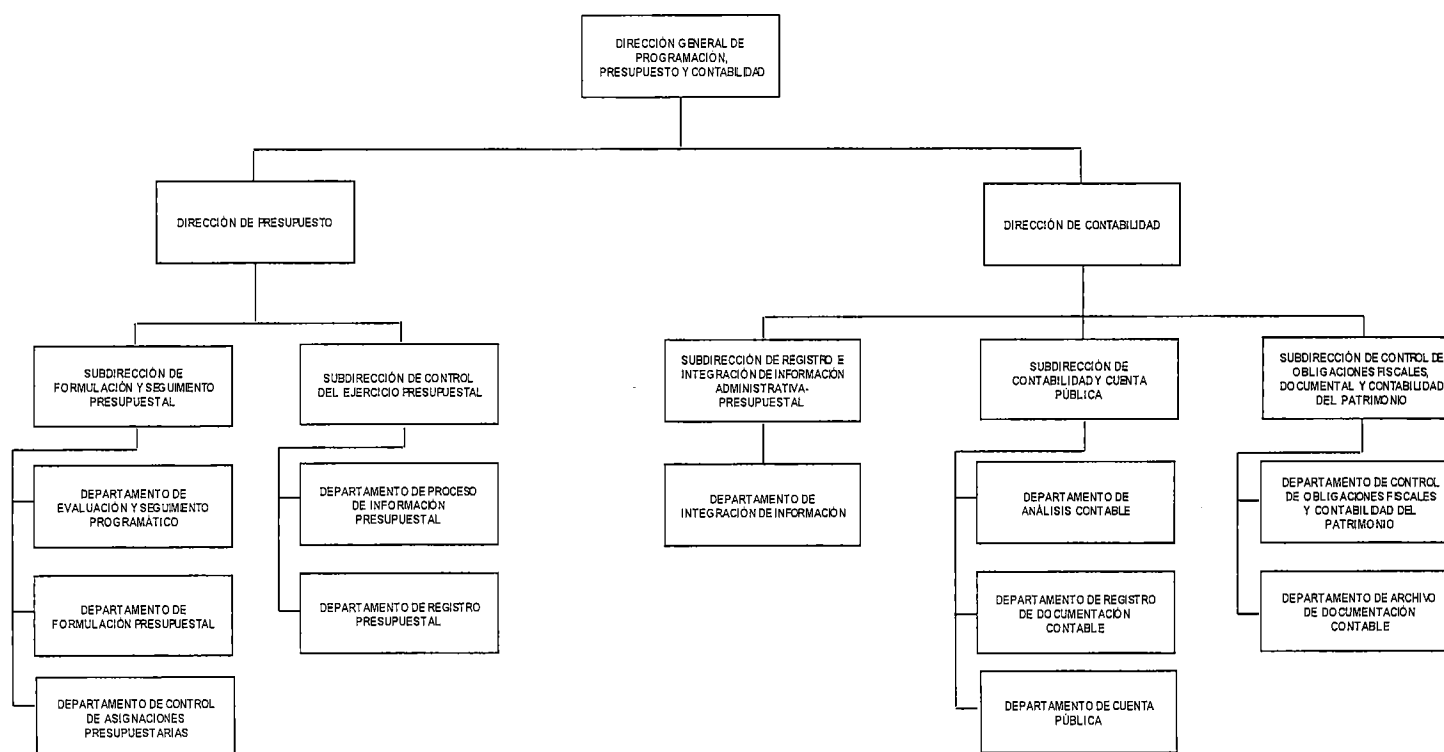 DIRECCIÓN GENERAL DE
PROGRAMACIÓN,
PRESUPUESTO Y CONTABILIDAD
DIRECCIÓN DE PRESUPUESTO
DIRECCIÓN DE CONTABILIDAD
SUBDIRECCIÓN DE
FORMULACIÓN Y SEGUIMIENTO
PRESUPUESTAL
SUBDIRECCIÓN DE CONTROL
DEL EJERCICIO PRESUPUESTAL
SUBDIRECCIÓN DE REGISTRO E
INTEGRACIÓN DE INFORMACIÓN
ADMINISTRATIVA-
PRESUPUESTAL
SUBDIRECCIÓN DE
CONTABILIDAD Y CUENTA
PÚBLICA
SUBDIRECCIÓN DE CONTROL DE
OBLIGACIONES FISCALES,
DOCUMENTAL Y CONTABILIDAD
DEL PATRIMONIO
DEPARTAMENTO DE
EVALUACIÓN Y SEGUIMIENTO
PROGRAMÁTICO
DEPARTAMENTO DE PROCESO
DE INFORMACIÓN
PRESUPUESTAL
DEPARTAMENTO DE
INTEGRACIÓN DE INFORMACIÓN
DEPARTAMENTO DE
ANÁLISIS CONTABLE
DEPARTAMENTO DE CONTROL
DE OBLIGACIONES FISCALES
Y CONTABILIDAD DEL
PATRIMONIO
DEPARTAMENTO DE
FORMULACIÓN PRESUPUESTAL
DEPARTAMENTO DE REGISTRO
PRESUPUESTAL
DEPARTAMENTO DE REGISTRO
DE DOCUMENTACIÓN
CONTABLE
DEPARTAMENTO DE ARCHIVO
DE DOCUMENTACIÓN
CONTABLE
DEPARTAMENTO DE CONTROL
DE ASIGNACIONES
PRESUPUESTARIAS
DEPARTAMENTO DE CUENTA
PÚBLICA